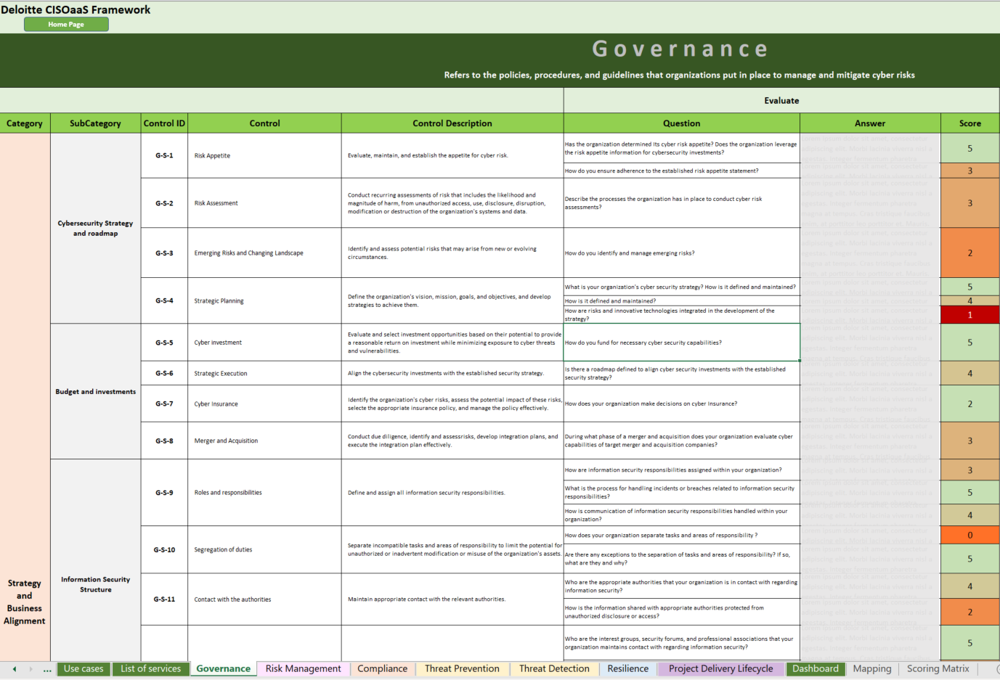 Deloitte CISOaaS Framework
Home Page
Governance
Refers to the policies, procedures, and guidelines that organizations put in place to manage and mitigate cyber risks
Evaluate
Category SubCategory Control ID Control Control Description Question Answer Score
Strategy
and
Business
Alignment
Cybersecurity Strategy
and roadmap
G-S-1
Risk Appetite
Evaluate, maintain, and establish the appetite for cyber risk.
Has the organization determined its cyber risk appetite? Does the organization leverage
the risk appetite information for cybersecurity investments?
5
How do you ensure adherence to the established risk appetite statement?
3
G-S-2
Risk Assessment
Conduct recurring assessments of risk that includes the likelihood and
magnitude of harm, from unauthorized access, use, disclosure, disruption,
modification or destruction of the organization's systems and data.
Describe the processes the organization has in place to conduct cyber risk
assessments?
3
G-S-3
Emerging Risks and Changing Landscape
Identify and assess potential risks that may arise from new or evolving
circumstances.
How do you identify and manage emerging risks?
2
G-S-4
Strategic Planning
Define the organization's vision, mission, goals, and objectives, and develop
strategies to achieve them.
What is your organization's cyber security strategy? How is it defined and maintained?
5
How is it defined and maintained?
4
How are risks and innovative technologies integrated in the development of the
strategy?
1
Budget and investments
G-S-5
Cyber investment
Evaluate and select investment opportunities based on their potential to provide
a reasonable return on investment while minimizing exposure to cyber threats
and vulnerabilities.
How do you fund for necessary cyber security capabilities?
5
G-S-6
Strategic Execution
Align the cybersecurity investments with the established security strategy.
Is there a roadmap defined to align cyber security investments with the established
security strategy?
4
G-S-7
Cyber Insurance
Identify the organization's cyber risks, assess the potential impact of these risks,
selecte the appropriate insurance policy, and manage the policy effectively.
How does your organization make decisions on cyber insurance?
2
G-S-8
Merger and Acquisition
Conduct due diligence, identify and assessrisks, develop integration plans, and
execute the integration plan effectively.
During what phase of a merger and acquisition does your organization evaluate cyber
capabilities of target merger and acquisition companies?
3
Information Security
Structure
G-S-9
Roles and responsibilities
Define and assign all information security responsibilities.
How are information security responsibilities assigned within your organization?
3
What is the process for handling incidents or breaches related to information security
responsibilities?
5
How is communication of information security responsibilities handled within your
organization?
4
G-S-10
Segregation of duties
Separate incompatible tasks and areas of responsibility to limit the potential for
unauthorized or inadvertent modification or misuse of the organization's assets.
How does your organization separate tasks and areas of responsibility ?
0
Are there any exceptions to the separation of tasks and areas of responsibility? If so,
what are they and why?
5
G-S-11
Contact with the authorities
Maintain appropriate contact with the relevant authorities.
Who are the appropriate authorities that your organization is in contact with regarding
information security?
4
How is the information shared with appropriate authorities protected from
unauthorized disclosure or access?
2
Who are the interest groups, security forums, and professional associations that your
organization maintains contact with regarding information security?
5
... Use cases List of services Governance Risk Management Compliance Threat Prevention Threat Detection Resilience Project Delivery Lifecycle Dashboard Mapping Scoring Matrix